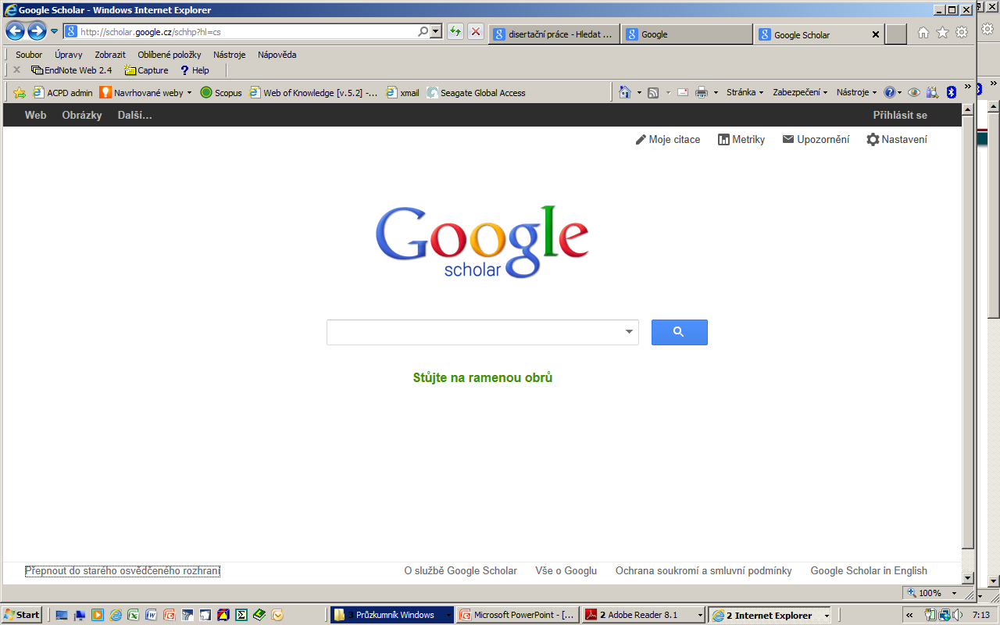 Google Scholar - Windows Internet Explorer
http://scholar.google.cz/schhp?hl=cs
disertační práce - Hledat ...
Google
Google Scholar
Soubor Úpravy Zobrazit Oblíbené položky Nástroje Nápověda
EndNote Web 2.4 Capture Help
ACPD admin Navrhované weby Scopus Web of Knowledge [v.5.2] -... xmail Seagate Global Access
Stránka Zabezpečení Nástroje
Web Obrázky Další... Přihlásit se
Moje citace Metriky Upozornění Nastavení
Google
scholar
Stůjte na ramenou obrů
Přepnout do starého osvědčeného rozhraní O službě Google Scholar Vše o Googlu Ochrana soukromí a smluvní podmínky Google Scholar in English
100%
Start 3 Průzkumník Windows Microsoft PowerPoint - [... 2 Adobe Reader 8.1 2 Internet Explorer 7:13